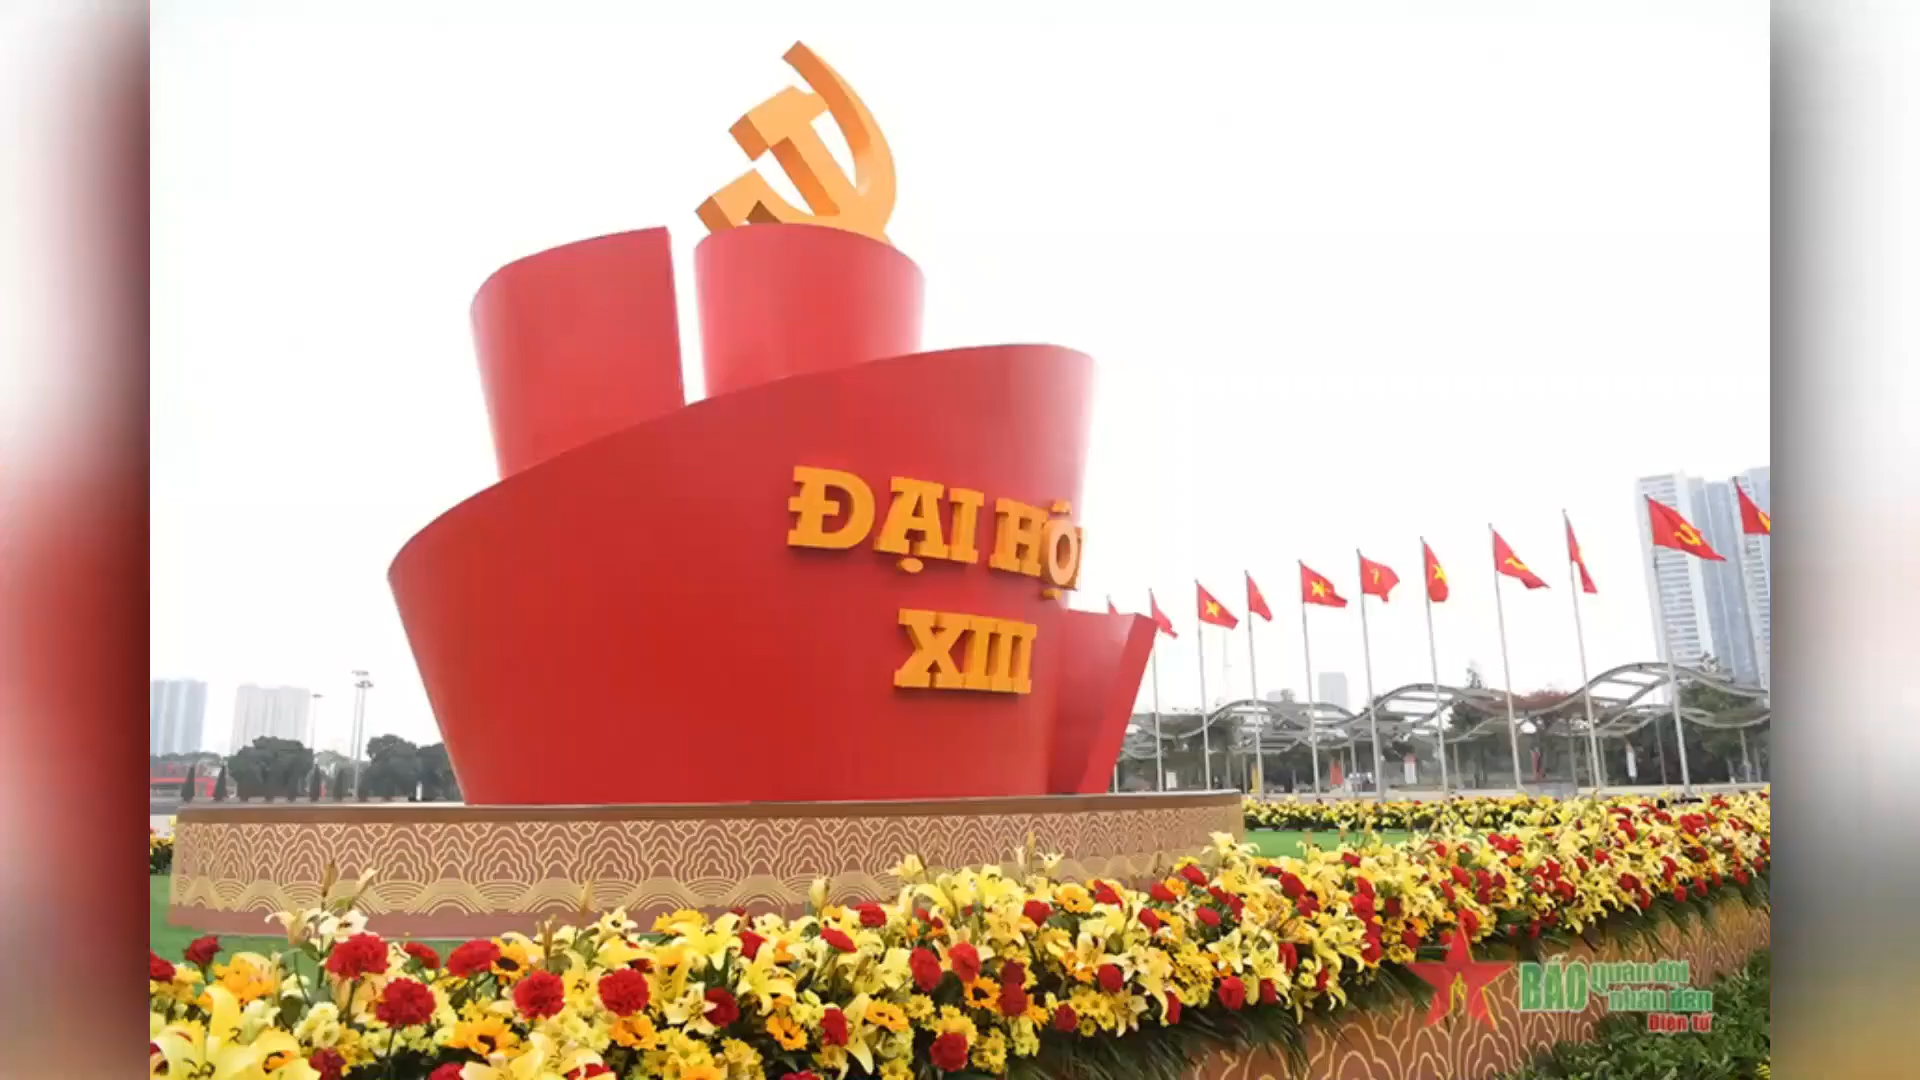 ĐẠI HỘI
XIII
BÁO quân đội
nhân dân
Điện tử